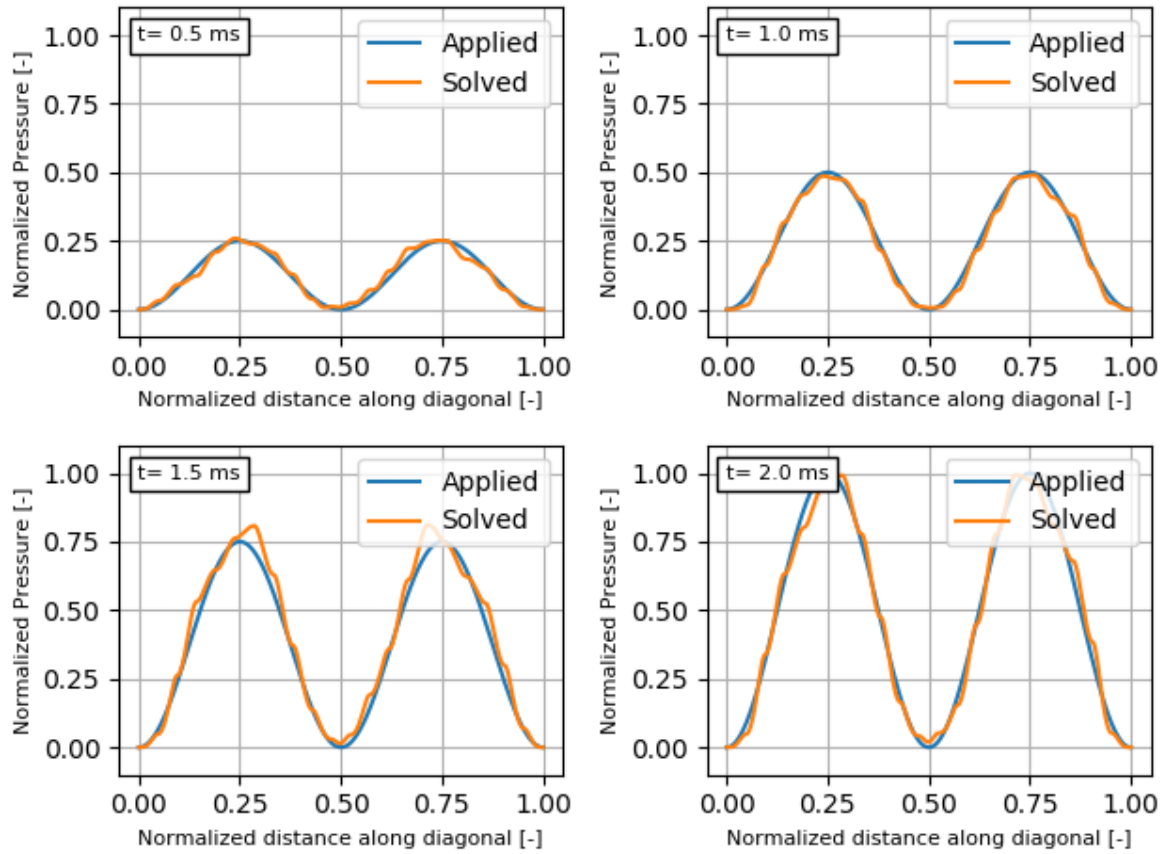 t= 0.5 ms
Applied
Solved
Normalized Pressure [-]
1.00
0.75
0.50
0.25
0.00
0.00 0.25 0.50 0.75 1.00
Normalized distance along diagonal [-]
t= 1.0 ms
Applied
Solved
Normalized Pressure [-]
1.00
0.75
0.50
0.25
0.00
0.00 0.25 0.50 0.75 1.00
Normalized distance along diagonal [-]
t= 1.5 ms
Applied
Solved
Normalized Pressure [-]
1.00
0.75
0.50
0.25
0.00
0.00 0.25 0.50 0.75 1.00
Normalized distance along diagonal [-]
t= 2.0 ms
Applied
Solved
Normalized Pressure [-]
1.00
0.75
0.50
0.25
0.00
0.00 0.25 0.50 0.75 1.00
Normalized distance along diagonal [-]